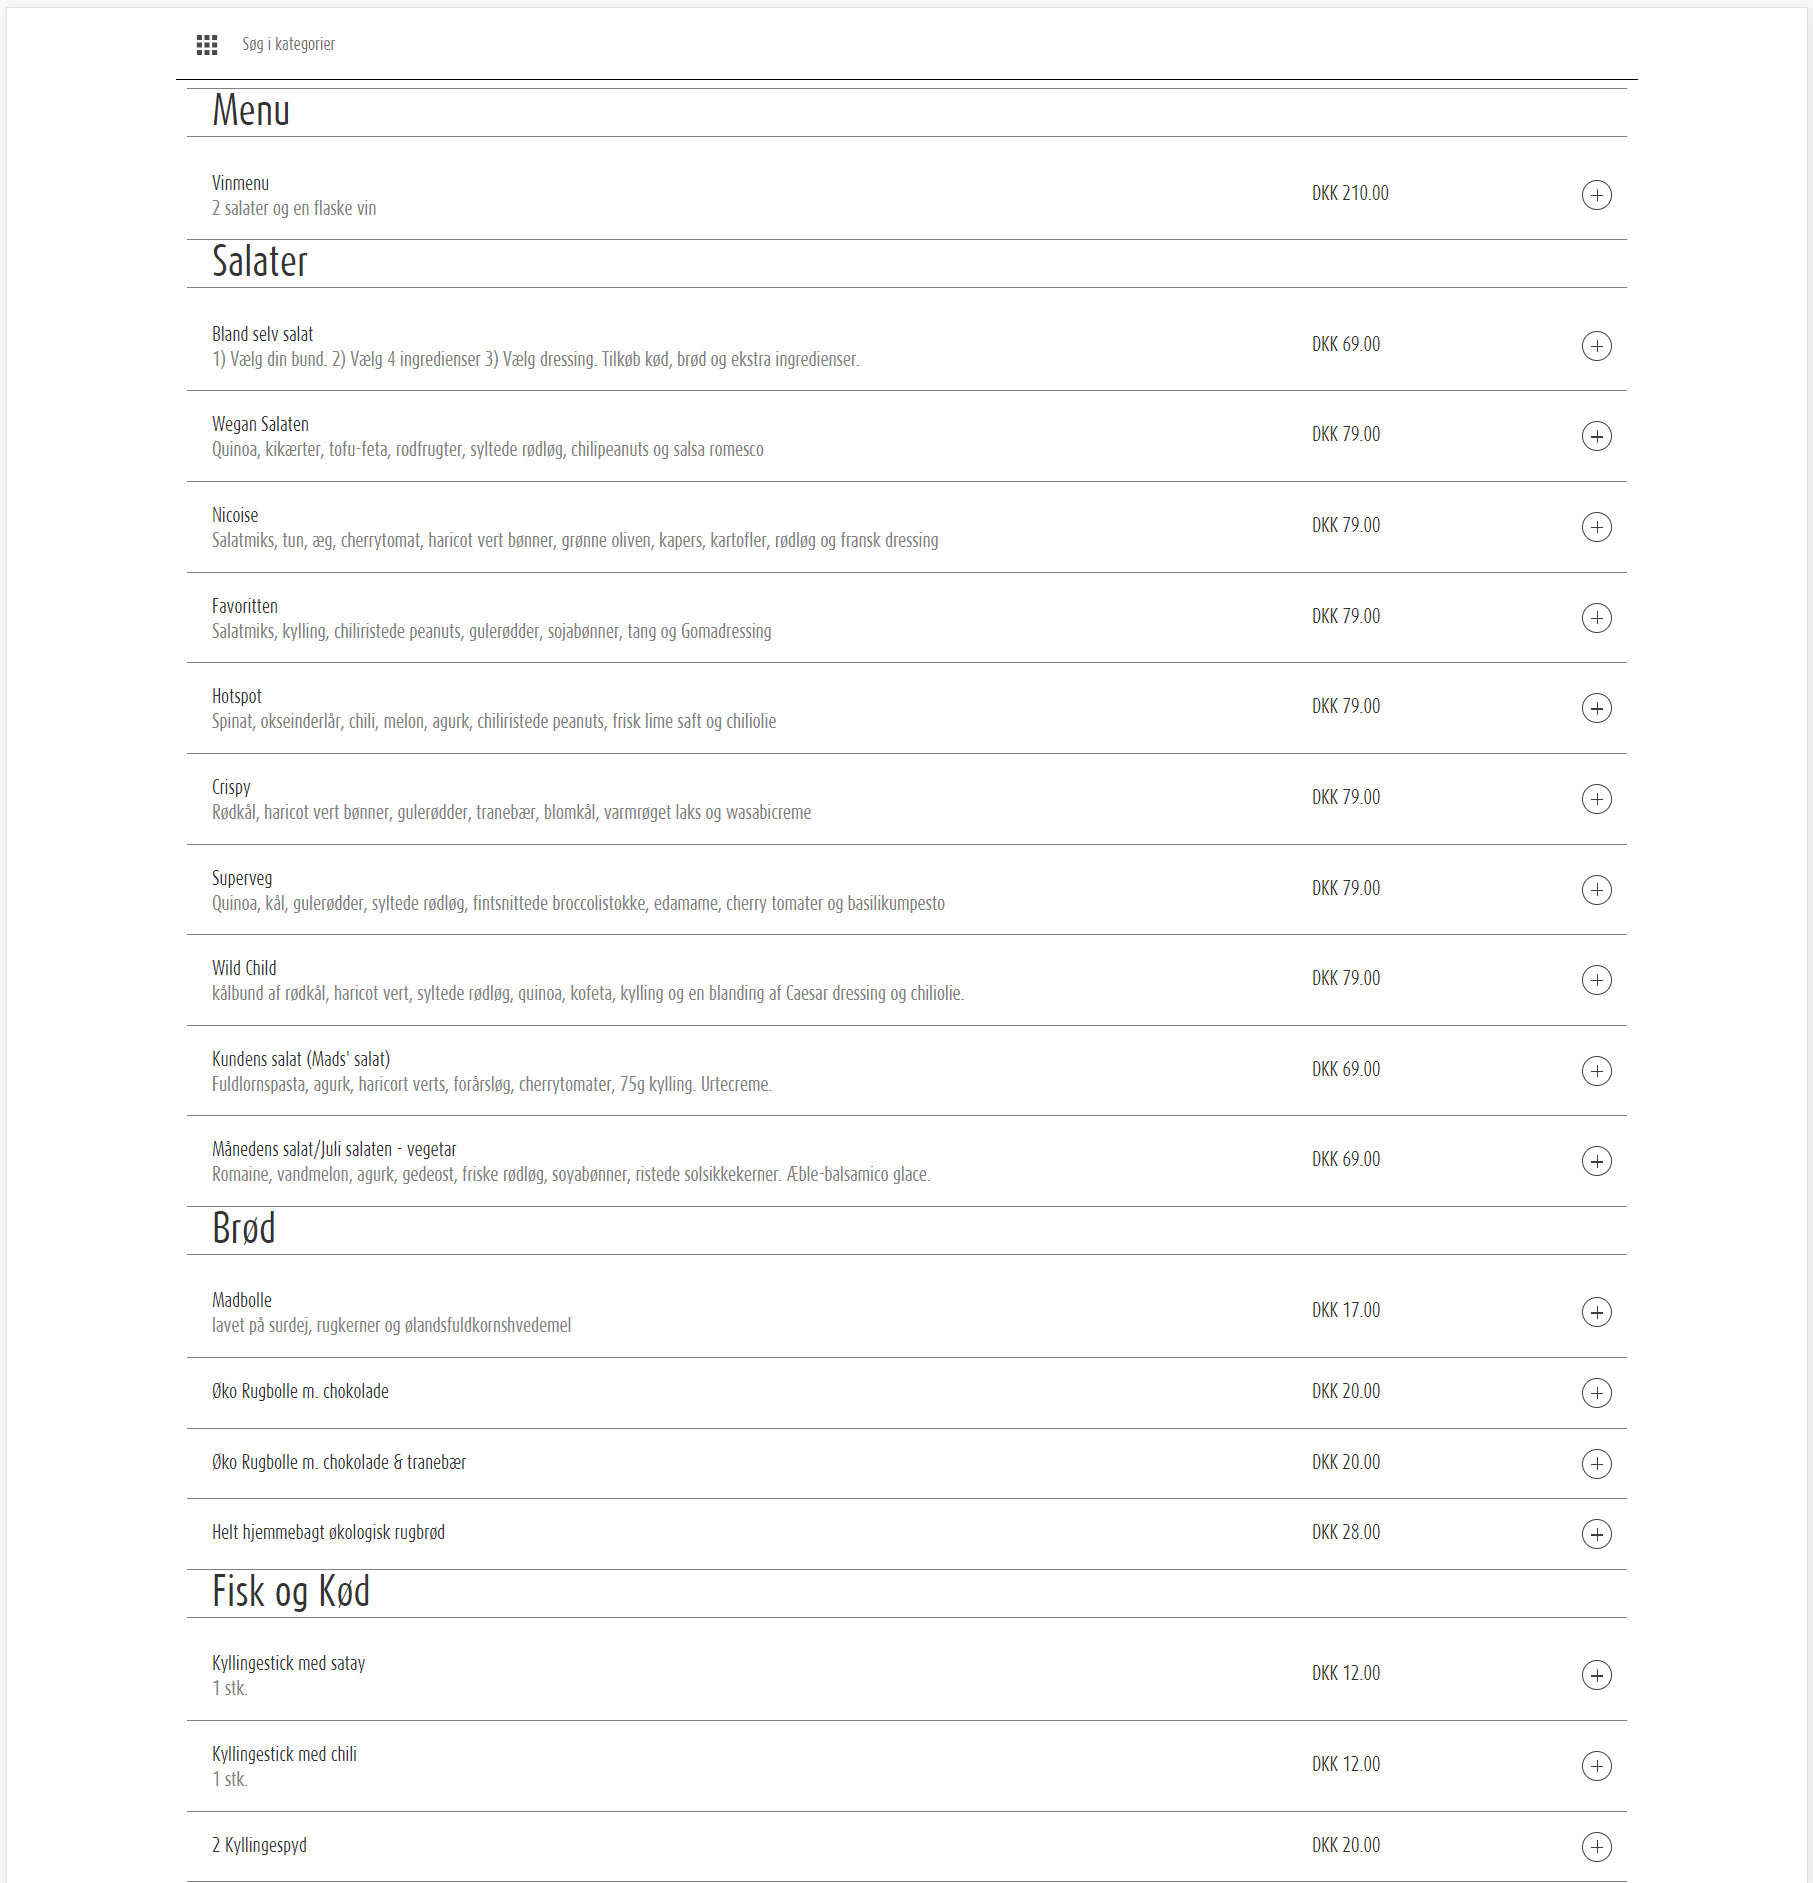 Søg i kategorier
Menu
Vinmenu
DKK 210.00
2 salater og en flaske vin
Salater
Bland selv salat
DKK 69.00
1) Vælg din bund. 2) Vælg 4 ingredienser 3) Vælg dressing. Tilkøb kød, brød og ekstra ingredienser.
Wegan Salaten
DKK 79.00
Quinoa, kikærter, tofu-feta, rodfrugter, syltede rødløg, chilipeanuts og salsa romesco
Nicoise
DKK 79.00
Salatmiks, tun, æg, cherrytomat, haricot vert bønner, grønne oliven, kapers, kartofler, rødløg og fransk dressing
Favoritten
DKK 79.00
Salatmiks, kylling, chiliristede peanuts, gulerødder, sojabønner, tang og Gomadressing
Hotspot
DKK 79.00
Spinat, okseinderlår, chili, melon, agurk, chiliristede peanuts, frisk lime saft og chiliolie
Crispy
DKK 79.00
Rødkål, haricot vert bønner, gulerødder, tranebær, blomkål, varmrøget laks og wasabicreme
Superveg
DKK 79.00
Quinoa, kål, gulerødder, syltede rødløg, fintsnittede broccolistokke, edamame, cherry tomater og basilikumpesto
Wild Child
DKK 79.00
kålbund af rødkål, haricot vert, syltede rødløg, quinoa, kofeta, kylling og en blanding af Caesar dressing og chiliolie.
Kundens salat (Mads' salat)
DKK 69.00
Fuldlornspasta, agurk, haricort verts, forårsløg, cherrytomater, 75g kylling. Urtecreme.
Månedens salat/Juli salaten - vegetar
DKK 69.00
Romaine, vandmelon, agurk, gedeost, friske rødløg, soyabønner, ristede solsikkekerner. Æble-balsamico glace.
Brød
Madbolle
DKK 17.00
lavet på surdej, rugkerner og ølandsfuldkornshvedemel
Øko Rugbolle m. chokolade
DKK 20.00
Øko Rugbolle m. chokolade & tranebær
DKK 20.00
Helt hjemmebagt økologisk rugbrød
DKK 28.00
Fisk og Kød
Kyllingestick med satay
DKK 12.00
1 stk.
Kyllingestick med chili
DKK 12.00
1 stk.
2 Kyllingespyd
DKK 20.00